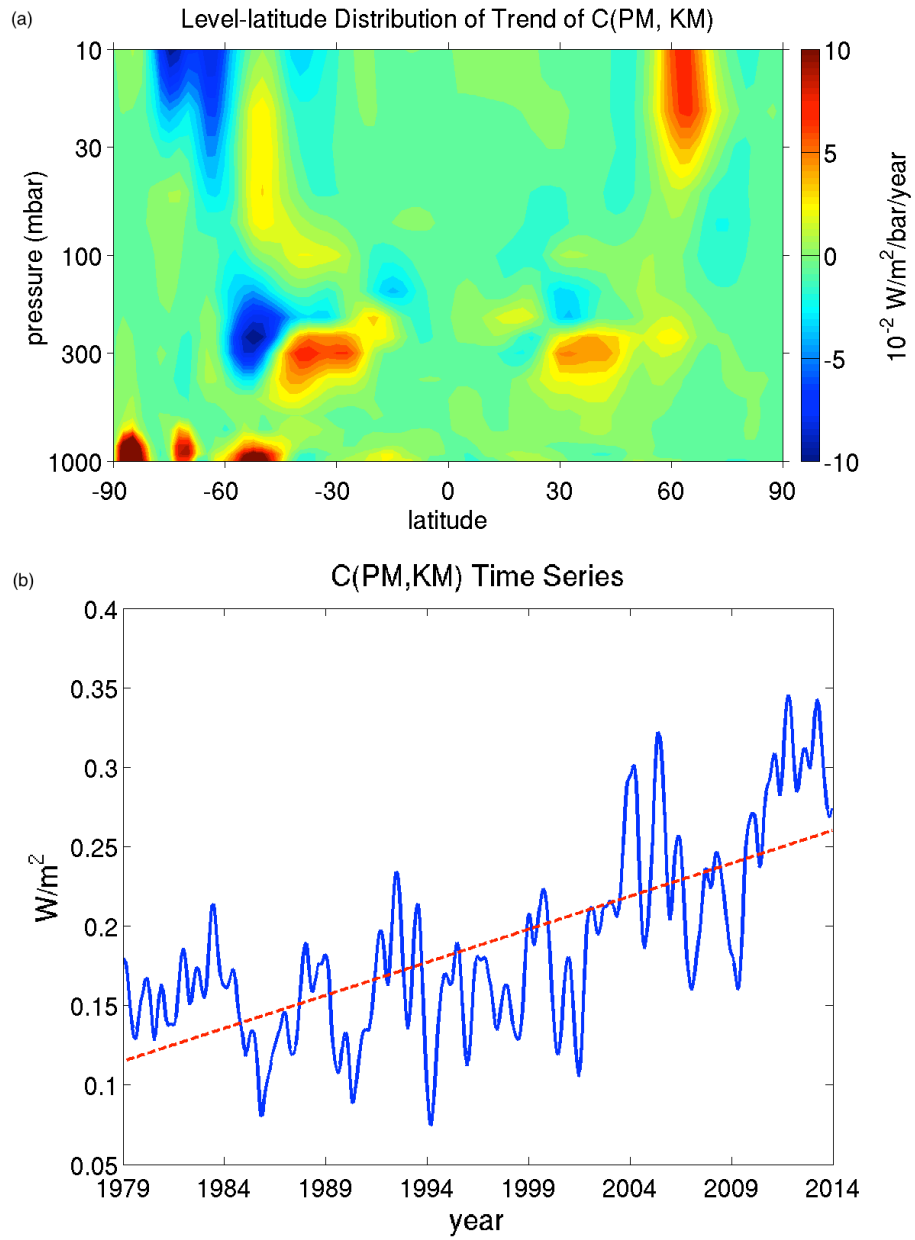 (a)
Level-latitude Distribution of Trend of C(PM, KM)
10
30
100
300
1000
pressure (mbar)
-90 -60 -30 0 30 60 90
latitude
10
5
0
-5
-10
10⁻² W/m²/bar/year
(b)
C(PM,KM) Time Series
0.4
0.35
0.3
0.25
0.2
0.15
0.1
0.05
W/m²
1979 1984 1989 1994 1999 2004 2009 2014
year